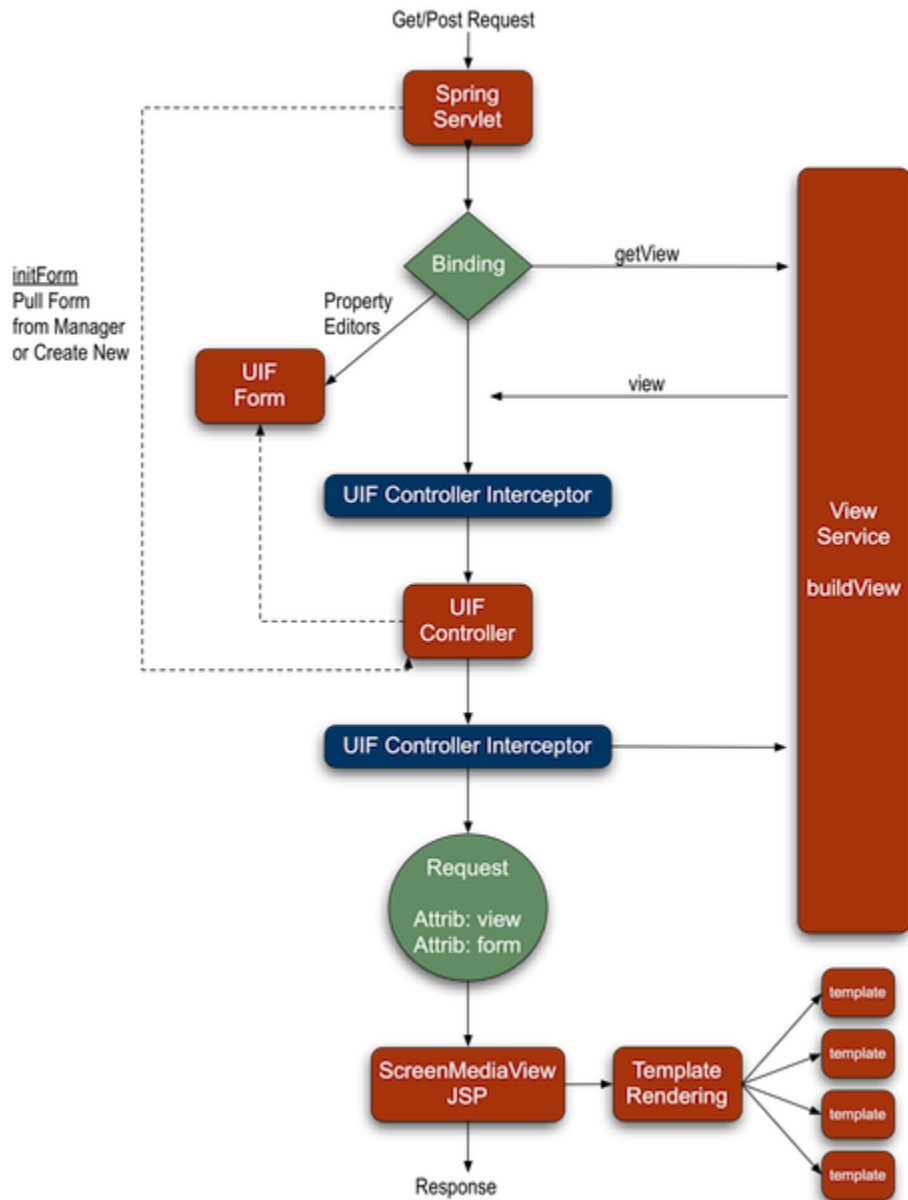 Get/Post Request
Spring
Servlet
Binding
getView
initForm
Pull Form
from Manager
or Create New
Property
Editors
UIF
Form
view
UIF Controller Interceptor
View
Service
buildView
UIF
Controller
UIF Controller Interceptor
Request
Attrib: view
Attrib: form
template
template
template
template
ScreenMediaView
JSP
Template
Rendering
Response